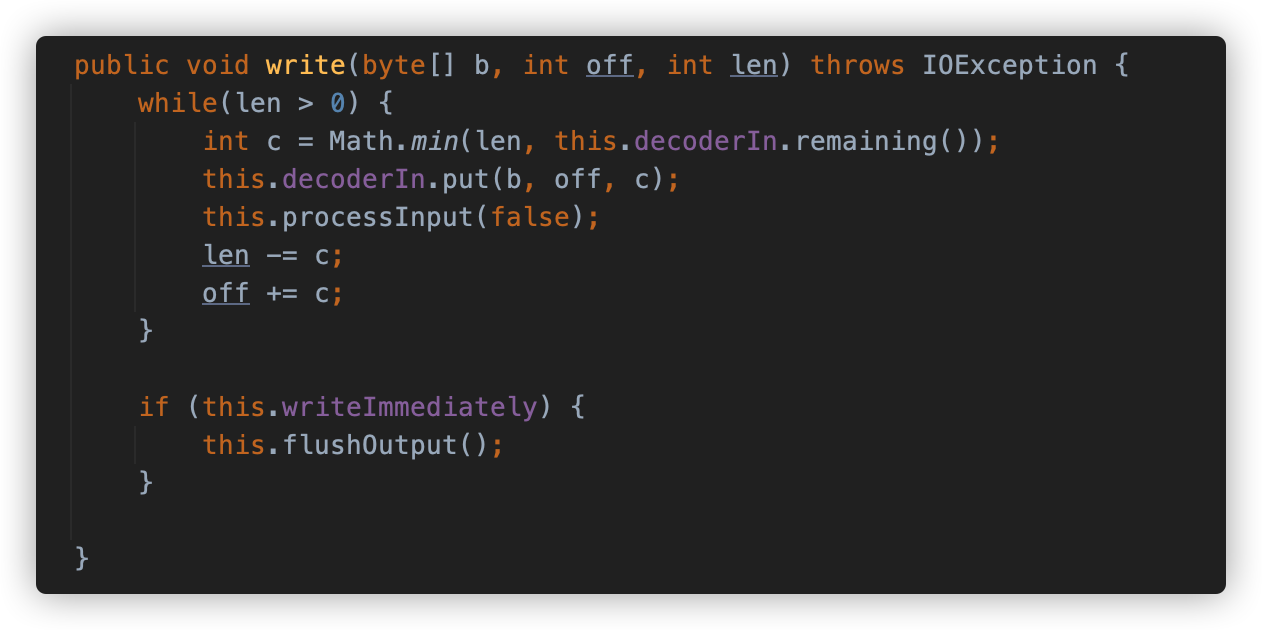 public void write(byte[] b, int off, int len) throws IOException {
    while(len > 0) {
        int c = Math.min(len, this.decoderIn.remaining());
        this.decoderIn.put(b, off, c);
        this.processInput(false);
        len -= c;
        off += c;
    }

    if (this.writeImmediately) {
        this.flushOutput();
    }

}